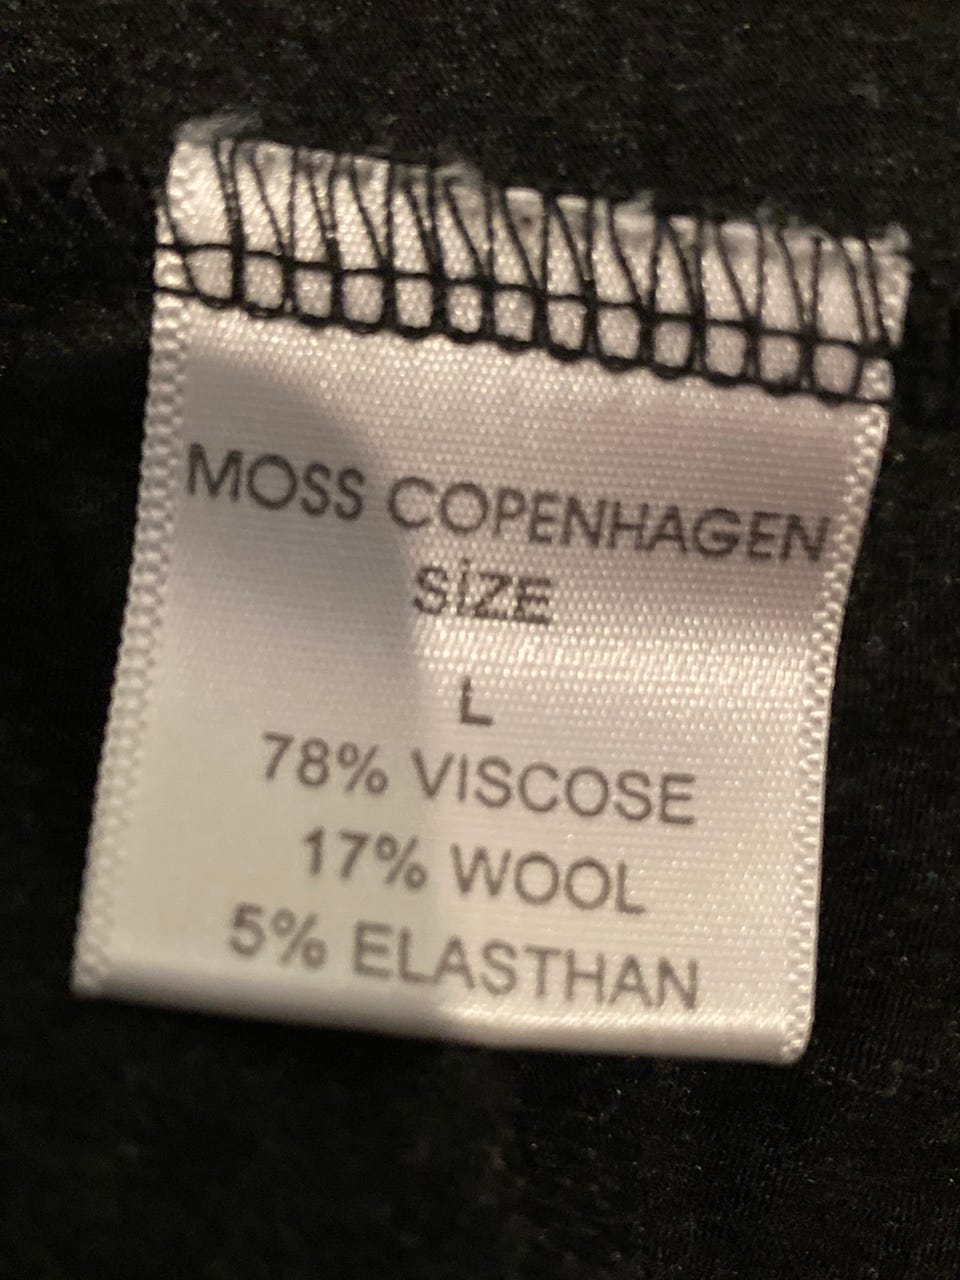 MOSS COPENHAGEN
SİZE
L
78% VISCOSE
17% WOOL
5% ELASTHAN